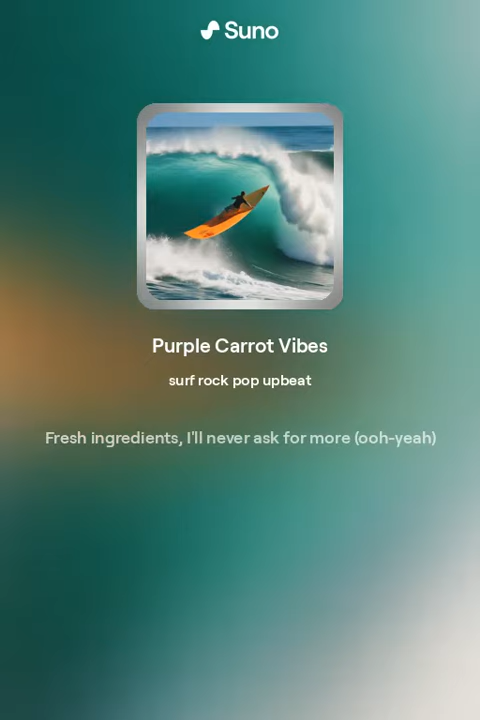 Suno
Purple Carrot Vibes
surf rock pop upbeat
Fresh ingredients, I'll never ask for more (ooh-yeah)